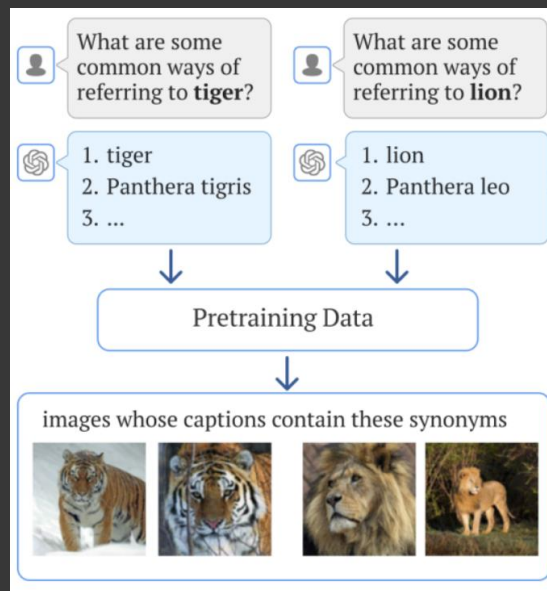 What are some
common ways of
referring to tiger?
What are some
common ways of
referring to lion?
1. tiger
2. Panthera tigris
3. ...
1. lion
2. Panthera leo
3. ...
Pretraining Data
images whose captions contain these synonyms